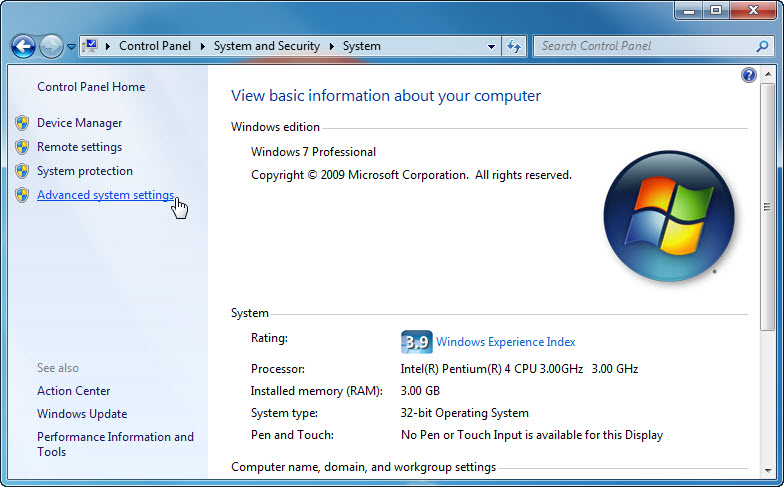 Control Panel System and Security System
Search Control Panel
Control Panel Home
Device Manager
Remote settings
System protection
Advanced system settings
See also
Action Center
Windows Update
Performance Information and
Tools
View basic information about your computer
Windows edition
Windows 7 Professional
Copyright © 2009 Microsoft Corporation. All rights reserved.
System
Rating: 3.9 Windows Experience Index
Processor: Intel(R) Pentium(R) 4 CPU 3.00GHz 3.00 GHz
Installed memory (RAM): 3.00 GB
System type: 32-bit Operating System
Pen and Touch: No Pen or Touch Input is available for this Display
Computer name, domain, and workgroup settings